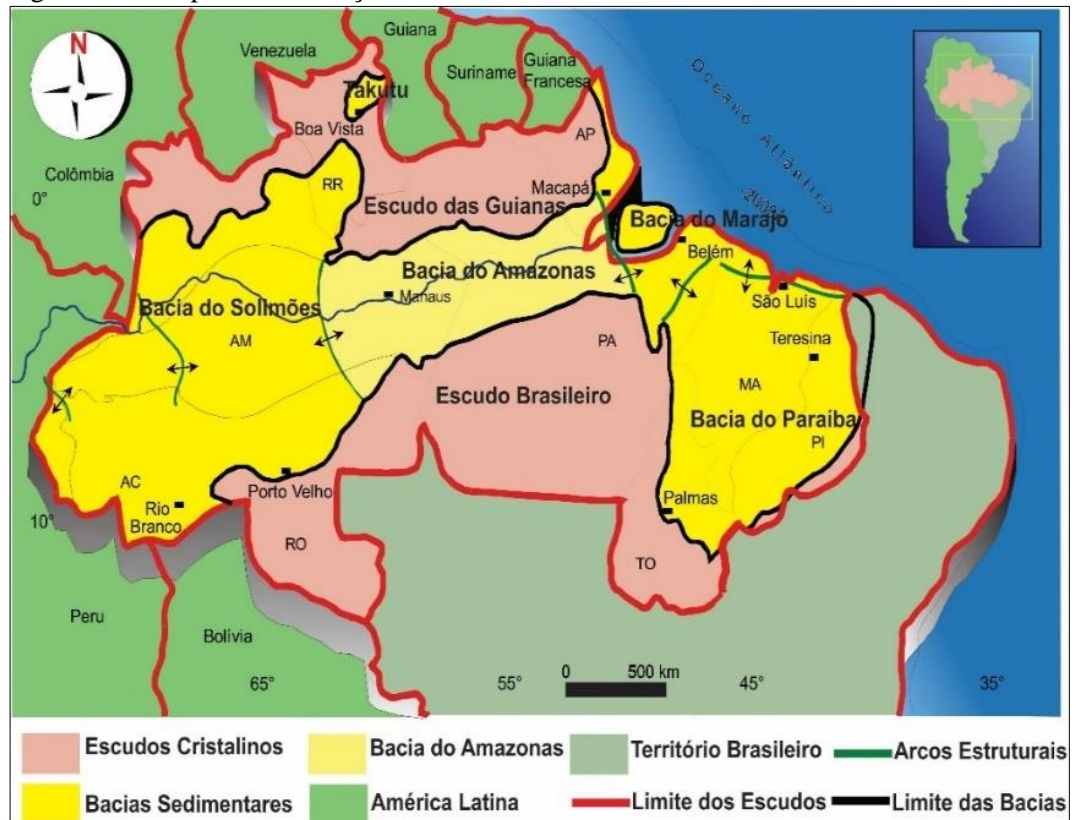 N
Venezuela
Guiana
Suriname
Guiana
Francesa
Oceano Atlântico
Colômbia
0°
Takutu
Boa Vista
AP
RR
Escudo das Guianas
Macapá
Bacia do Marajó
Belém
Bacia do Amazonas
Manaus
Bacia do Solimões
AM
São Luís
Teresina
PA
MA
Escudo Brasileiro
Bacia do Paraíba
PI
AC
Rio
Branco
Porto Velho
Palmas
10°
RO
TO
Peru
Bolívia
0 500 km
65° 55° 45° 35°
Escudos Cristalinos
Bacia do Amazonas
Território Brasileiro
Arcos Estruturais
Bacias Sedimentares
América Latina
Limite dos Escudos
Limite das Bacias